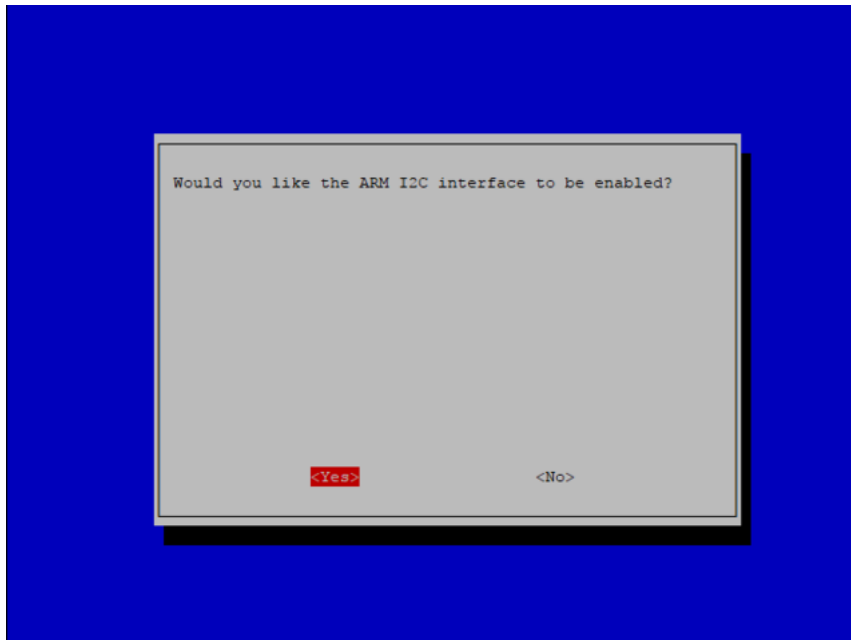 Would you like the ARM I2C interface to be enabled?
<Yes> <No>